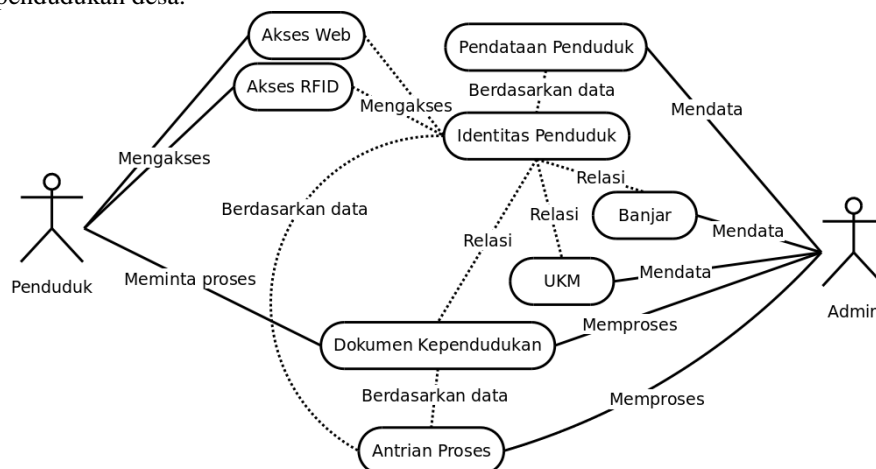 pendudukan desa.
Akses Web
Pendataan Penduduk
Akses RFID
Berdasarkan data
Mengakses
Mendata
Identitas Penduduk
Mengakses
Relasi
Berdasarkan data
Relasi
Banjar
Relasi
Mendata
Penduduk
Meminta proses
UKM
Mendata
Admin
Memproses
Dokumen Kependudukan
Berdasarkan data
Memproses
Antrian Proses